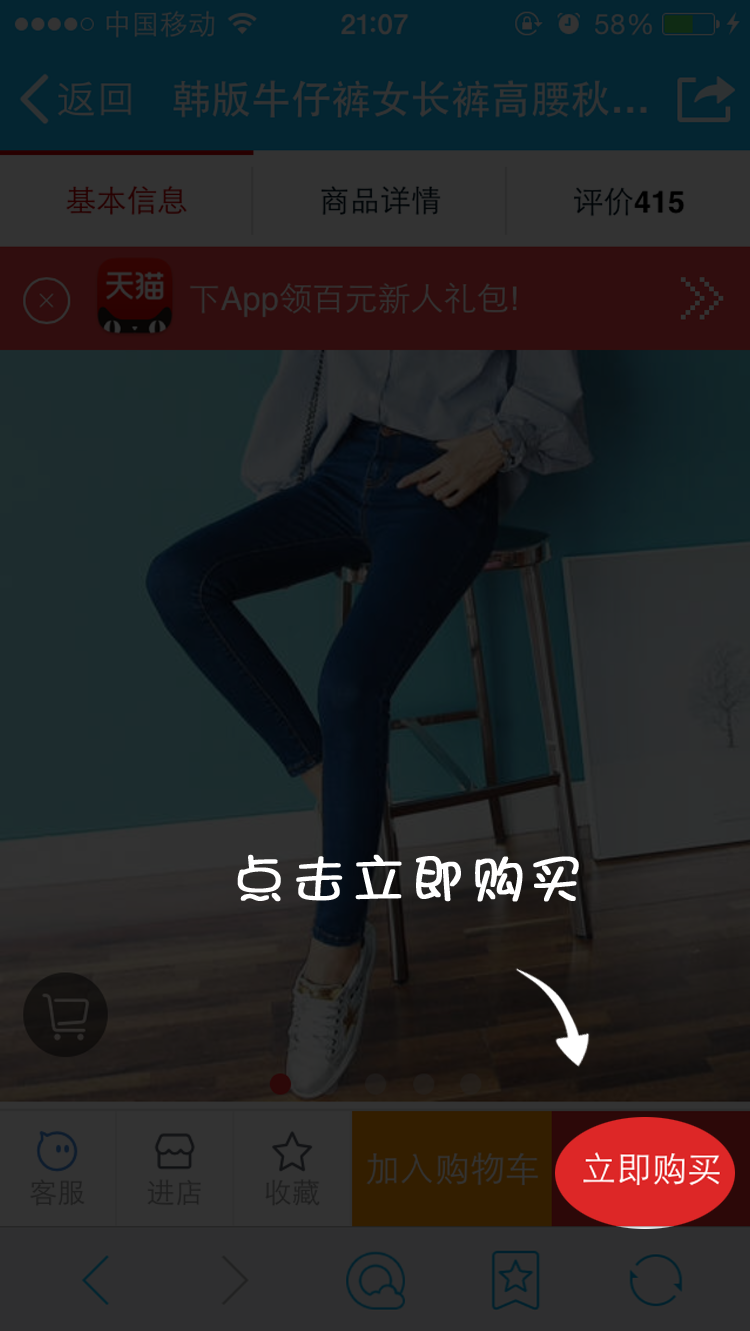 中国移动 21:07 58%
返回 韩版牛仔裤女长裤高腰秋...
基本信息 商品详情 评价415
天猫 下App领百元新人礼包!
点击立即购买
客服 进店 收藏 加入购物车 立即购买